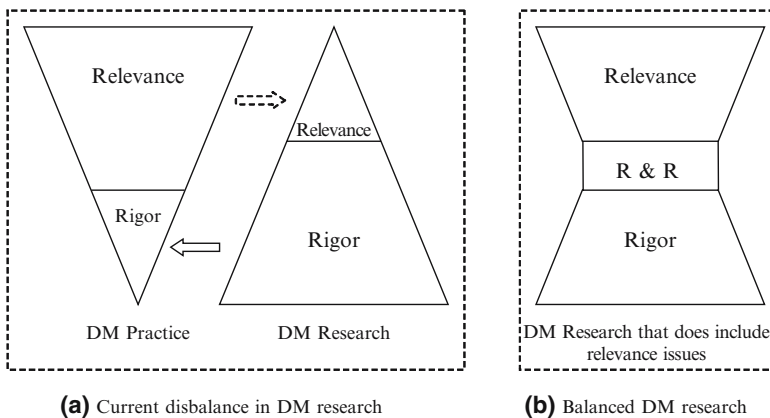 Relevance
Rigor
DM Practice
Relevance
Rigor
DM Research
(a) Current disbalance in DM research
Relevance
R & R
Rigor
DM Research that does include
relevance issues
(b) Balanced DM research